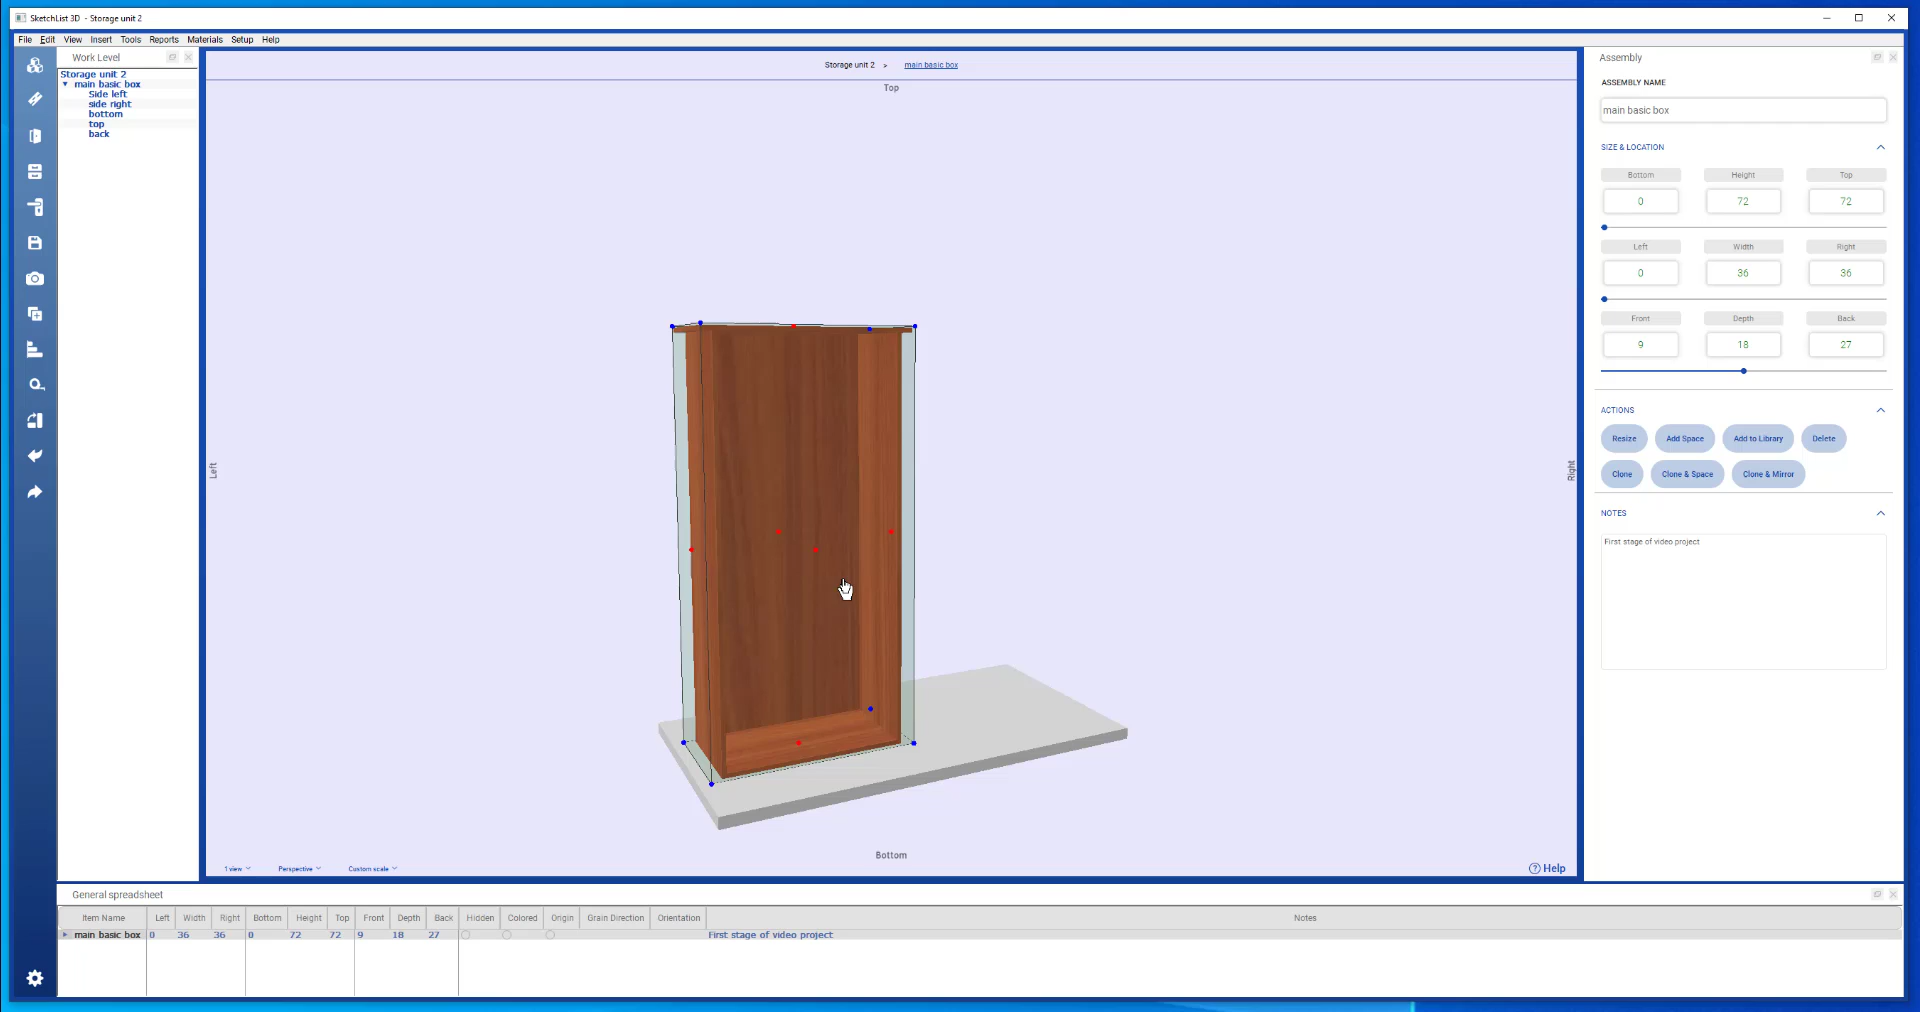 SketchList 3D - Storage unit 2
File Edit View Insert Tools Reports Materials Setup Help
Work Level
Storage unit 2
main basic box
Side left
side right
bottom
top
back
Storage unit 2 > main basic box
Top
Left
Right
Bottom
1 view
Perspective
Custom scale
? Help
Assembly
ASSEMBLY NAME
main basic box
SIZE & LOCATION
Bottom Height Top
0 72 72
Left Width Right
0 36 36
Front Depth Back
9 18 27
ACTIONS
Resize Add Space Add to Library Delete
Clone Clone & Space Clone & Mirror
NOTES
First stage of video project
General spreadsheet
Item Name Left Width Right Bottom Height Top Front Depth Back Hidden Colored Origin Grain Direction Orientation Notes
main basic box 0 36 36 0 72 72 9 18 27 First stage of video project